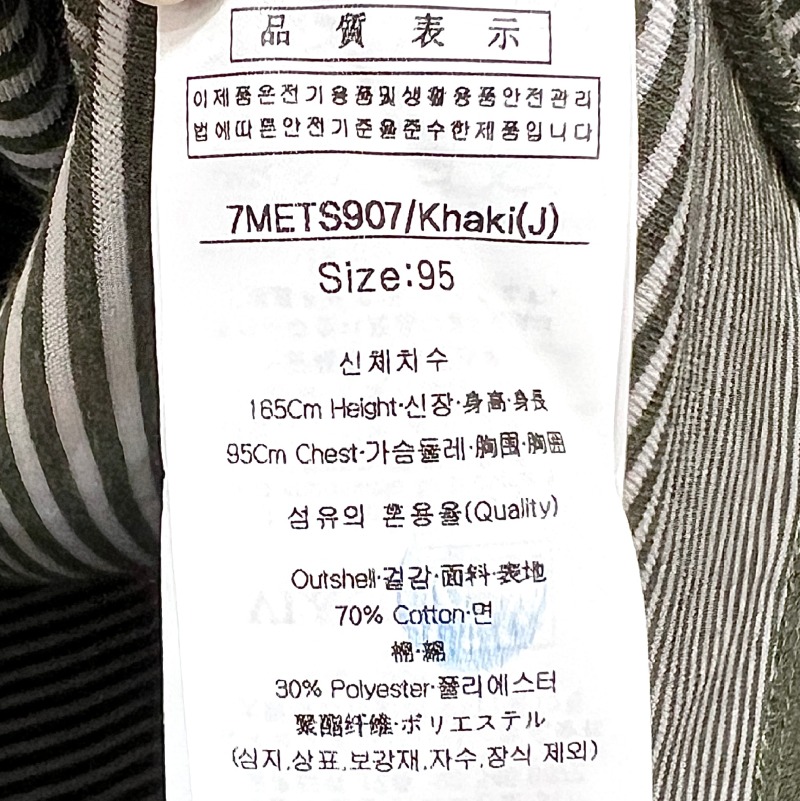 品質表示
이제품은전기용품및생활용품안전관리
법에따른안전기준을준수한제품입니다
7METS907/Khaki(J)
Size:95
신체치수
165Cm Height·신장·身高·身長
95Cm Chest·가슴둘레·胸围·胸囲
섬유의 혼용율(Quality)
Outshell·겉감·面料·表地
70% Cotton·면
棉·綿
30% Polyester·폴리에스터
聚酯纤维·ポリエステル
(심지,상표,보강재,자수,장식 제외)